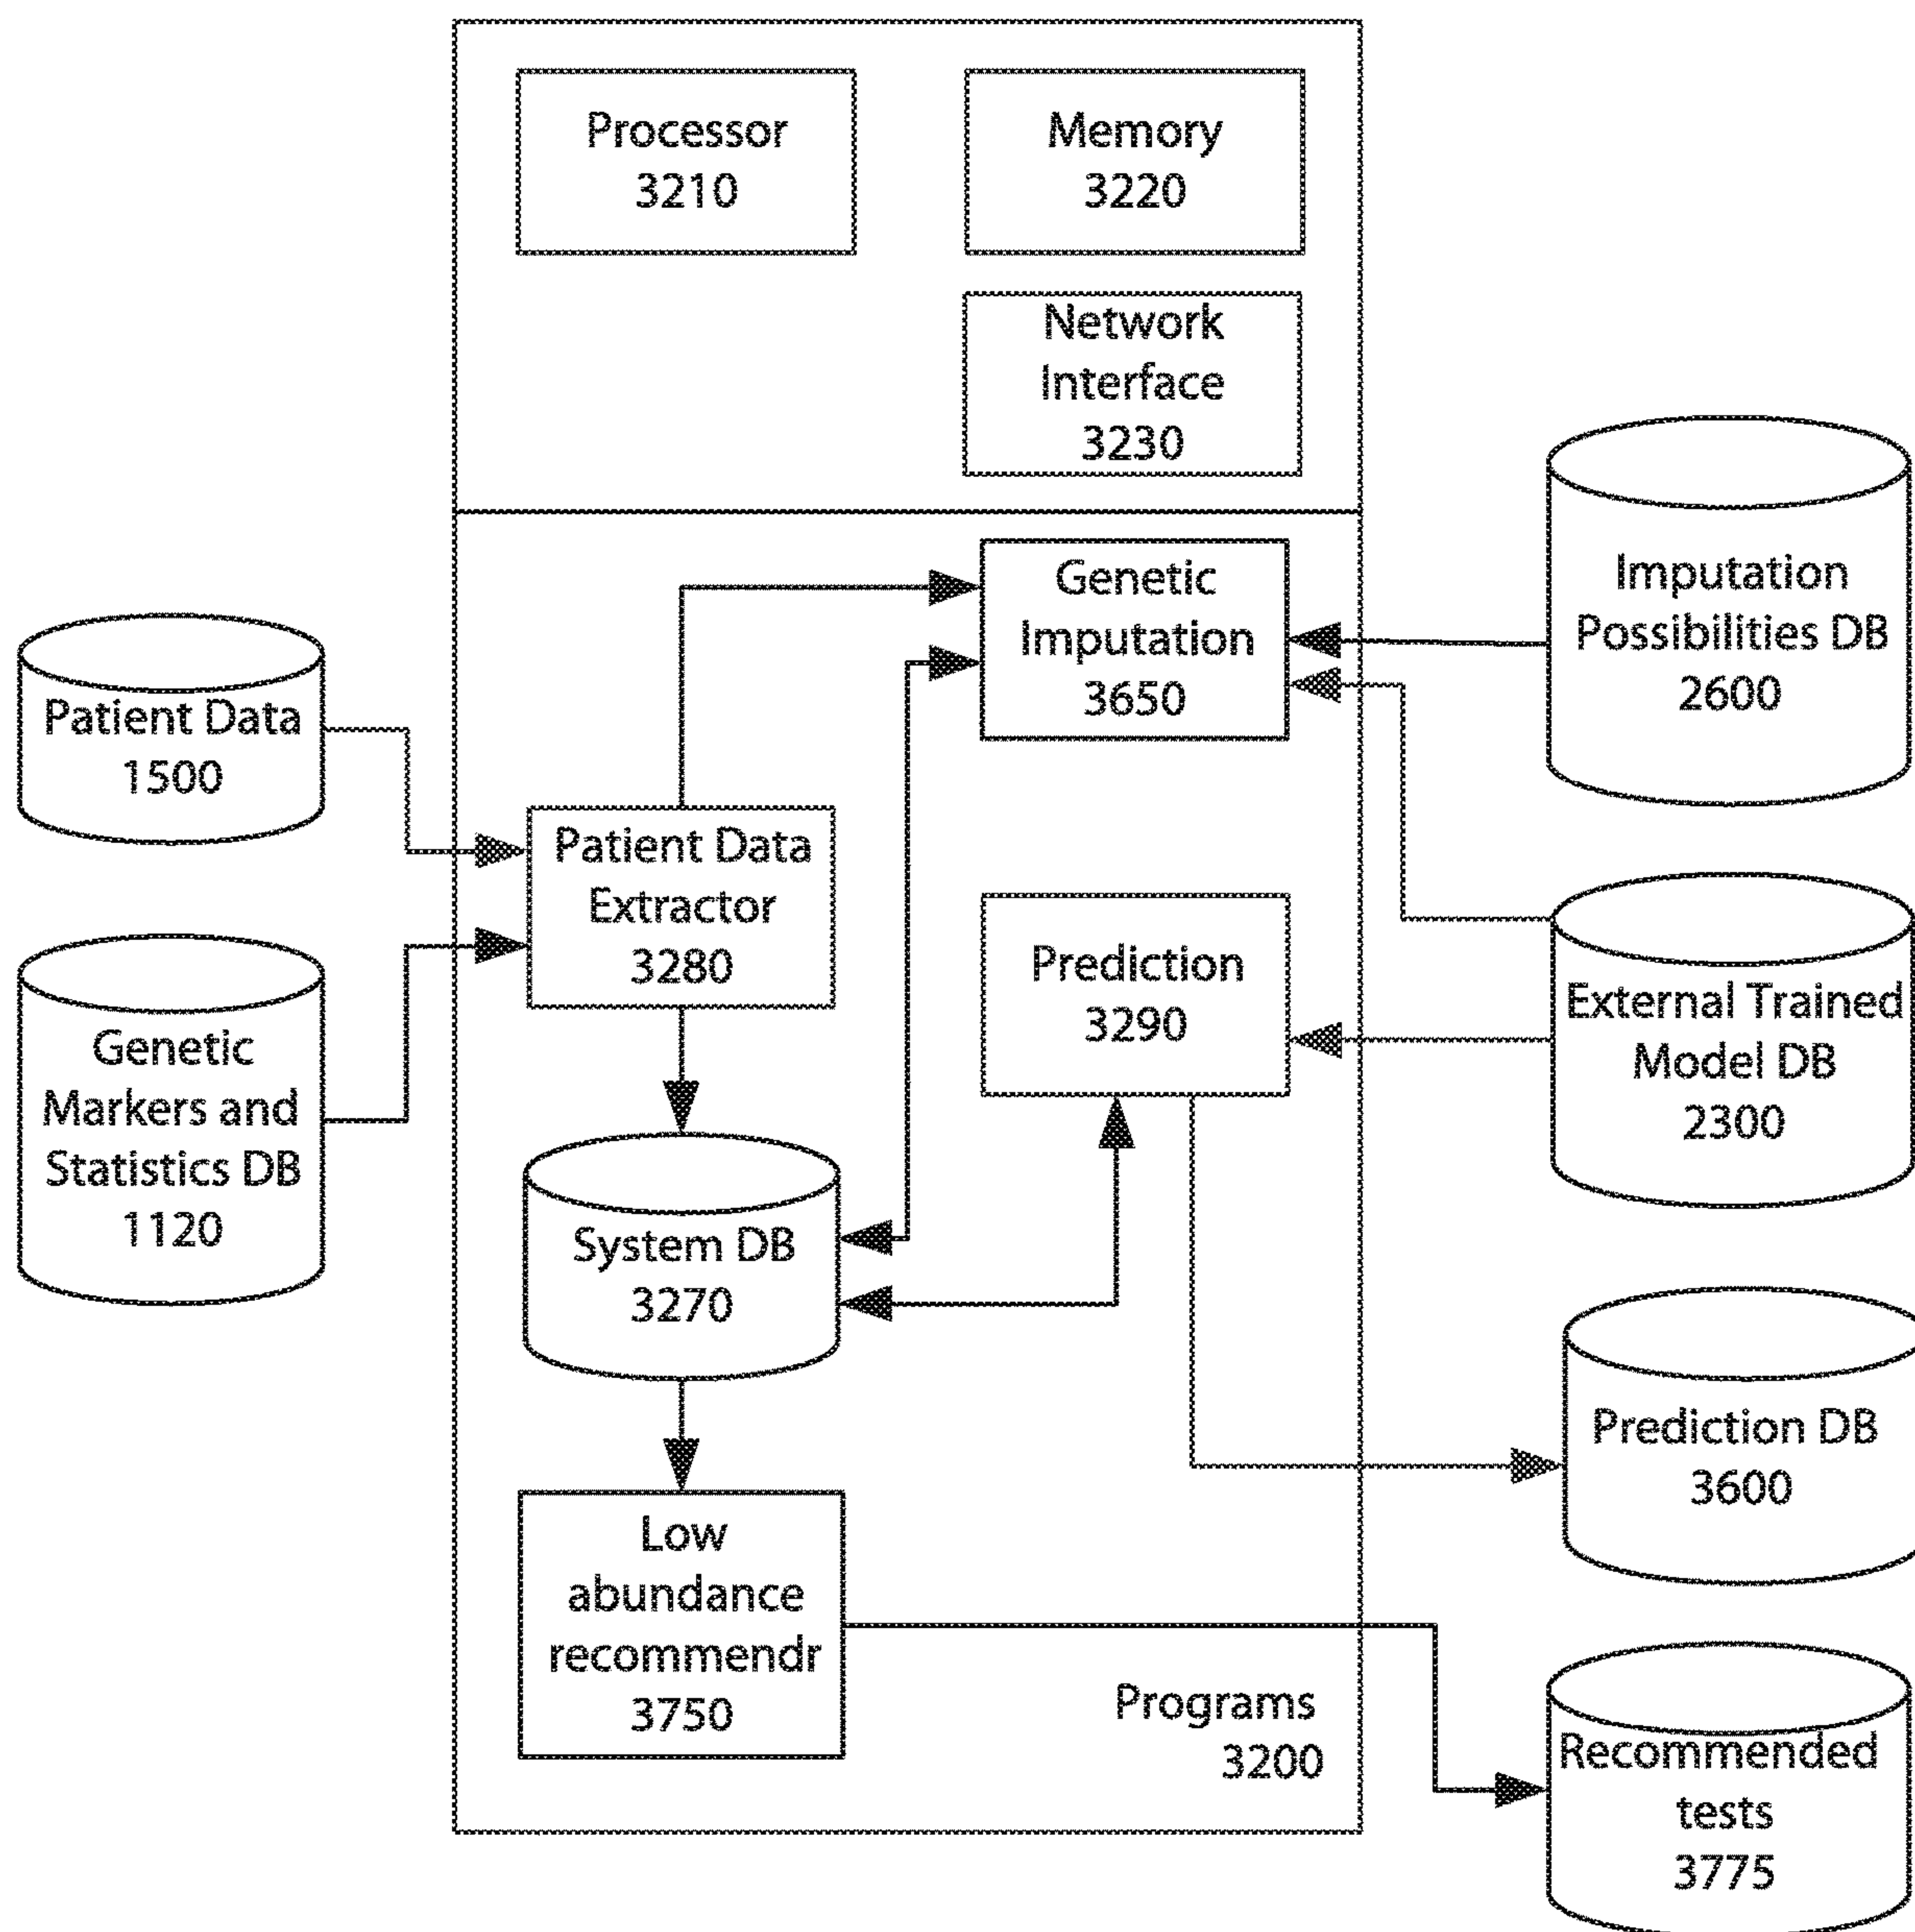 Processor
3210
Memory
3220
Network
Interface
3230
Genetic
Imputation
3650
Imputation
Possibilities DB
2600
Patient Data
1500
Patient Data
Extractor
3280
Prediction
3290
External Trained
Model DB
2300
Genetic
Markers and
Statistics DB
1120
System DB
3270
Prediction DB
3600
Low
abundance
recommendr
3750
Programs
3200
Recommended
tests
3775